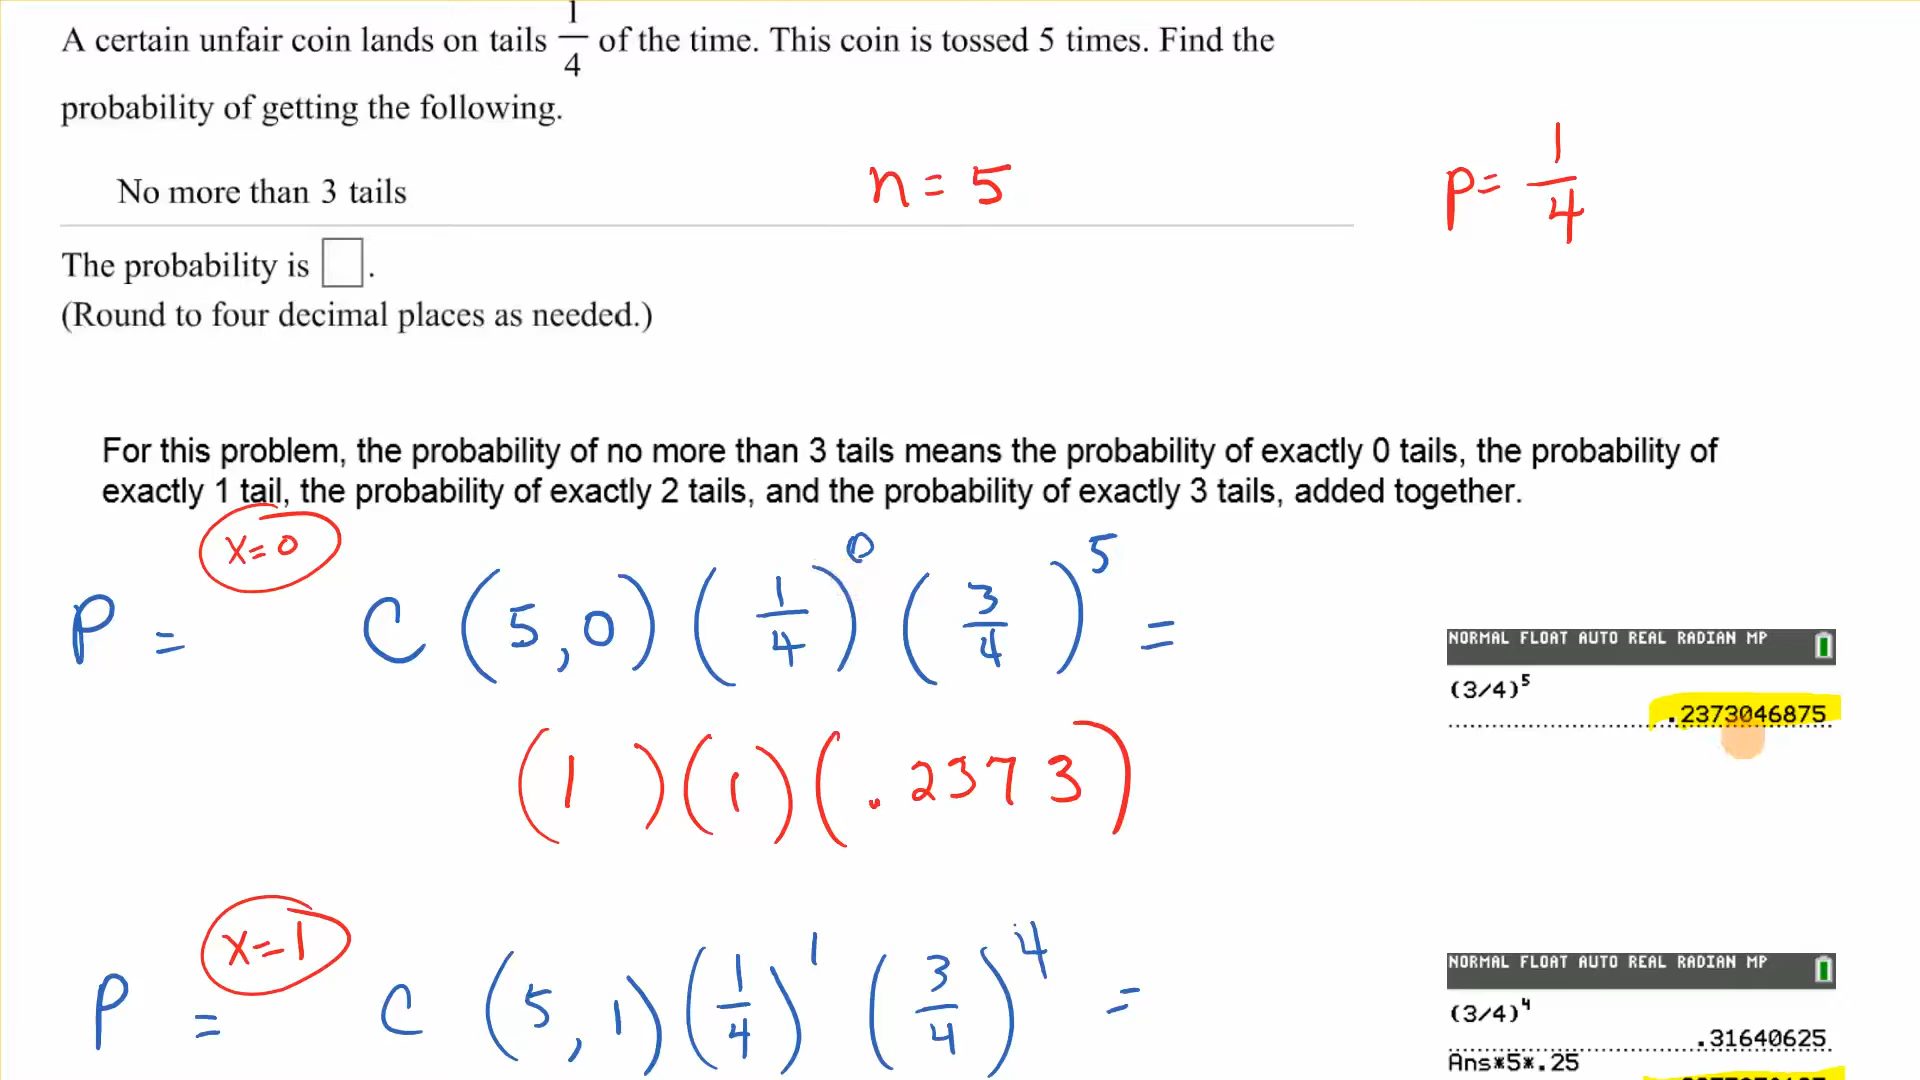 A certain unfair coin lands on tails 1/4 of the time. This coin is tossed 5 times. Find the
probability of getting the following.
No more than 3 tails
n = 5
p = 1/4
The probability is □.
(Round to four decimal places as needed.)
For this problem, the probability of no more than 3 tails means the probability of exactly 0 tails, the probability of
exactly 1 tail, the probability of exactly 2 tails, and the probability of exactly 3 tails, added together.
x=0
P = C(5,0)(1/4)^0(3/4)^5 =
NORMAL FLOAT AUTO REAL RADIAN MP
(3/4)^5
.2373046875
(1)(1)(.2373)
x=1
P = C(5,1)(1/4)^1(3/4)^4 =
NORMAL FLOAT AUTO REAL RADIAN MP
(3/4)^4
.31640625
Ans*5*.25